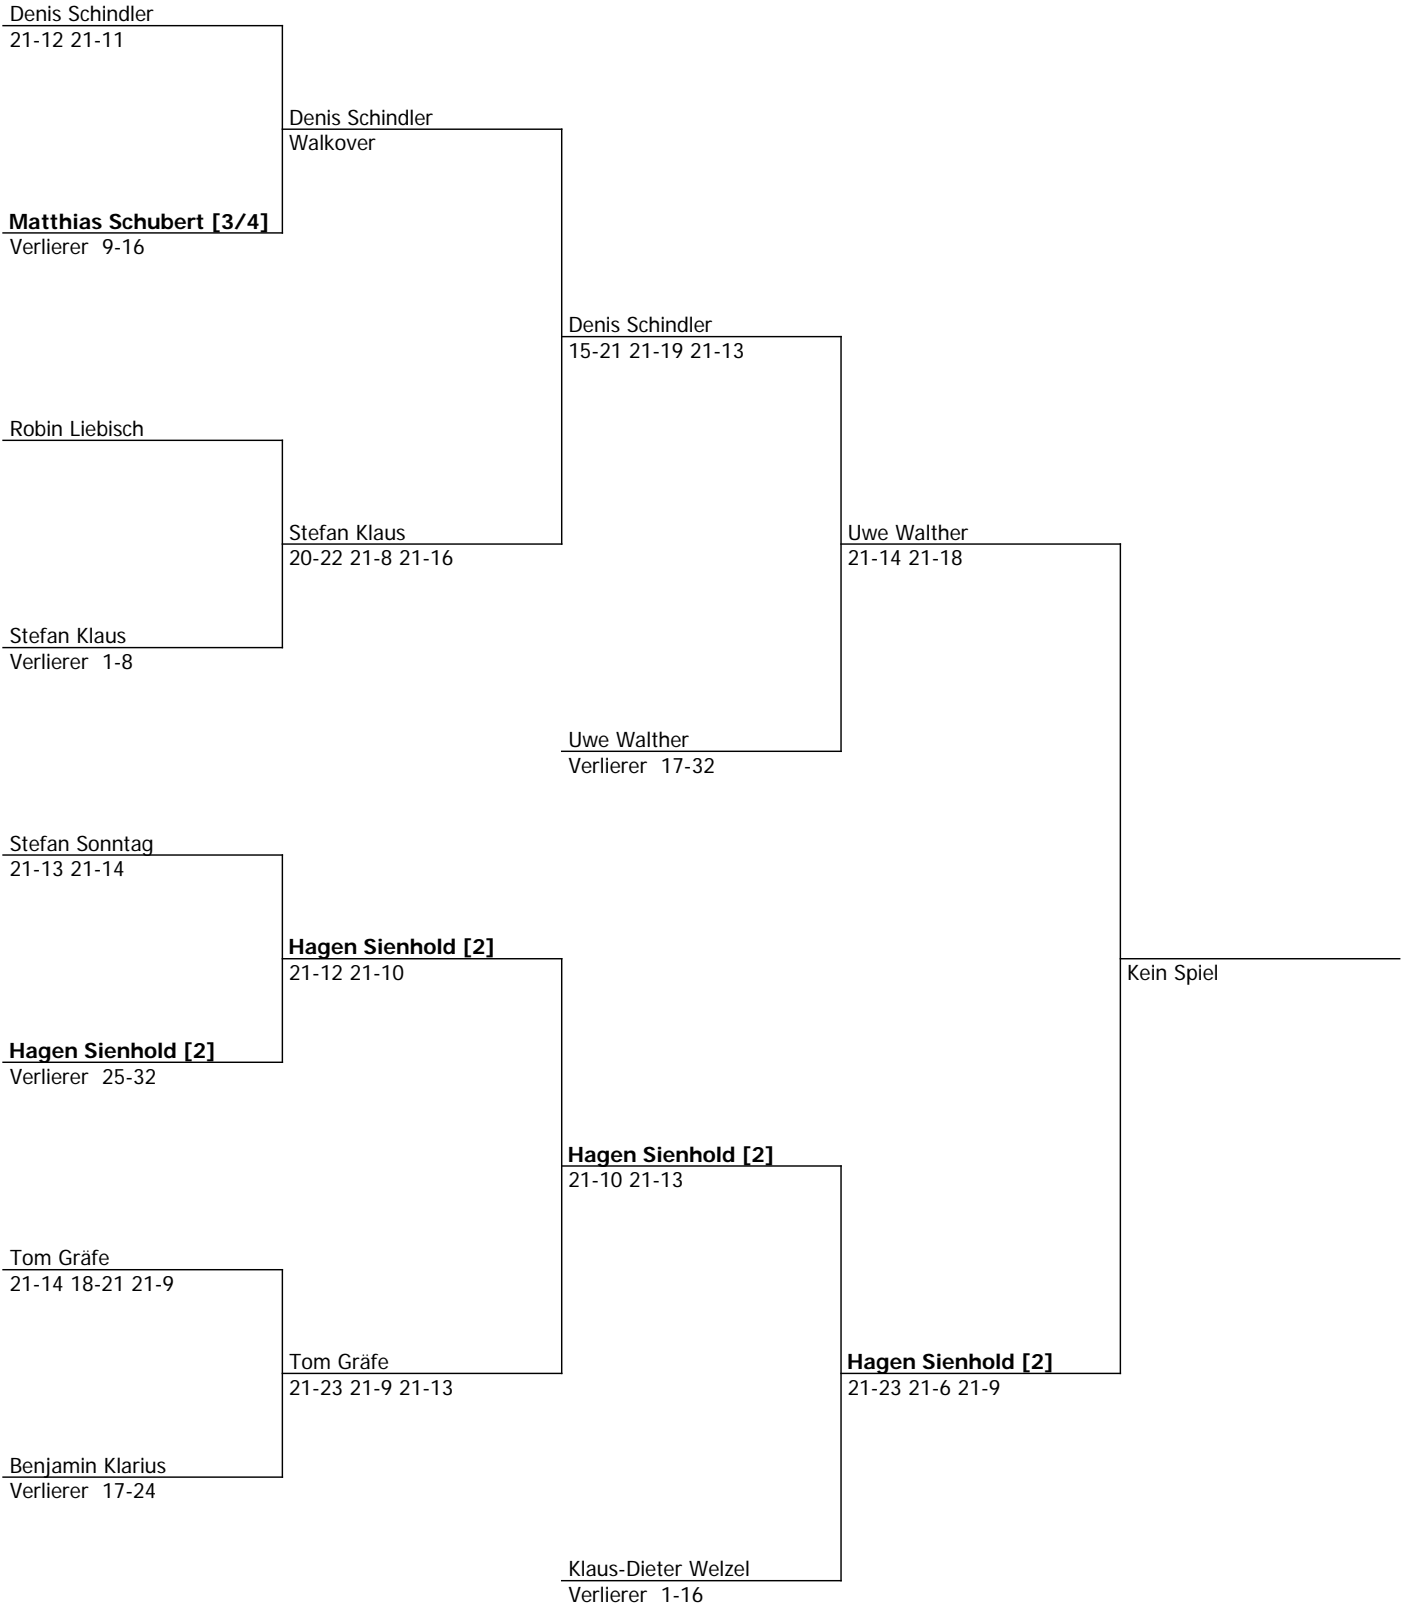 Denis Schindler
21-12 21-11
Denis Schindler
Walkover
Matthias Schubert [3/4]
Verlierer 9-16
Denis Schindler
15-21 21-19 21-13
Robin Liebisch
Stefan Klaus
20-22 21-8 21-16
Uwe Walther
21-14 21-18
Stefan Klaus
Verlierer 1-8
Uwe Walther
Verlierer 17-32
Stefan Sonntag
21-13 21-14
Hagen Sienhold [2]
21-12 21-10
Kein Spiel
Hagen Sienhold [2]
Verlierer 25-32
Hagen Sienhold [2]
21-10 21-13
Tom Gräfe
21-14 18-21 21-9
Tom Gräfe
21-23 21-9 21-13
Hagen Sienhold [2]
21-23 21-6 21-9
Benjamin Klarius
Verlierer 17-24
Klaus-Dieter Welzel
Verlierer 1-16